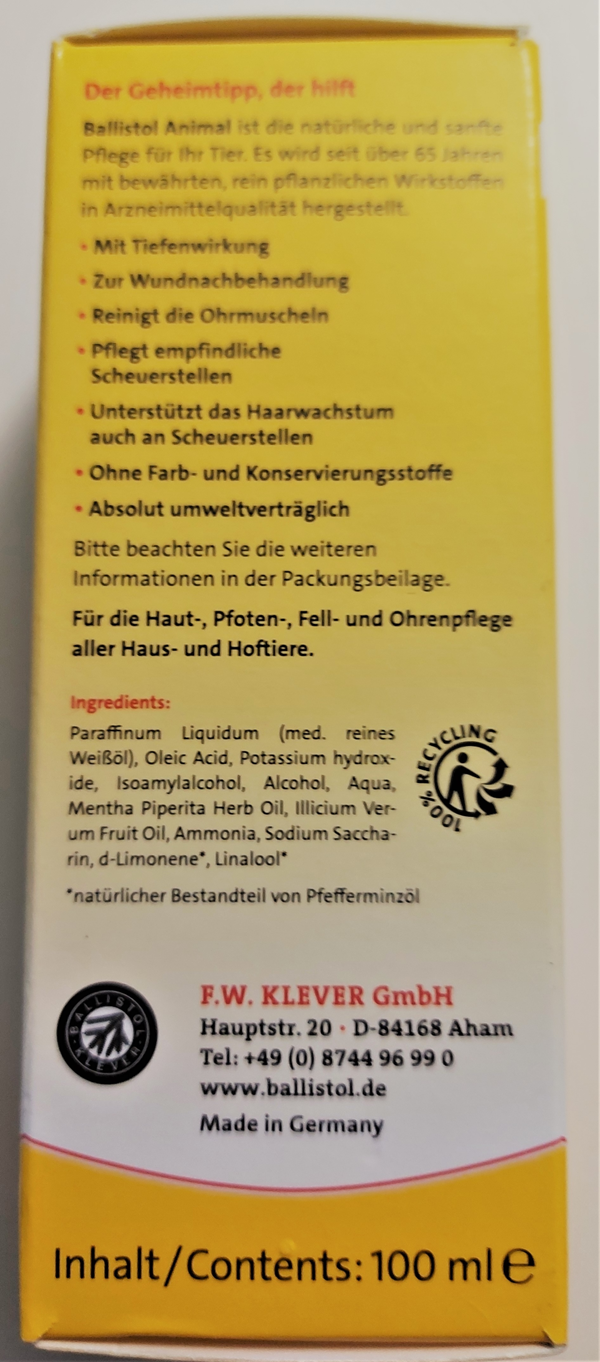 Der Geheimtipp, der hilft
Ballistol Animal ist die natürliche und sanfte
Pflege für Ihr Tier. Es wird seit über 65 Jahren
mit bewährten, rein pflanzlichen Wirkstoffen
in Arzneimittelqualität hergestellt.
• Mit Tiefenwirkung
• Zur Wundnachbehandlung
• Reinigt die Ohrmuscheln
• Pflegt empfindliche
Scheuerstellen
• Unterstützt das Haarwachstum
auch an Scheuerstellen
• Ohne Farb- und Konservierungsstoffe
• Absolut umweltverträglich
Bitte beachten Sie die weiteren
Informationen in der Packungsbeilage.
Für die Haut-, Pfoten-, Fell- und Ohrenpflege
aller Haus- und Hoftiere.
Ingredients:
Paraffinum Liquidum (med. reines
Weißöl), Oleic Acid, Potassium hydrox-
ide, Isoamylalcohol, Alcohol, Aqua,
Mentha Piperita Herb Oil, Illicium Ver-
um Fruit Oil, Ammonia, Sodium Saccha-
rin, d-Limonene*, Linalool*
100% RECYCLING
*natürlicher Bestandteil von Pfefferminzöl
BALLISTOL
KLEVER
F.W. KLEVER GmbH
Hauptstr. 20 • D-84168 Aham
Tel: +49 (0) 8744 96 99 0
www.ballistol.de
Made in Germany
Inhalt/Contents: 100 ml ℮